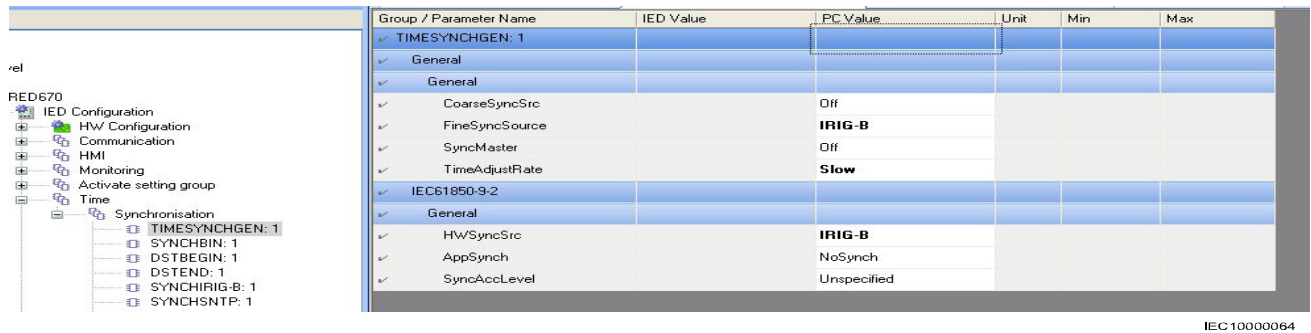 Group / Parameter Name IED Value PC Value Unit Min Max
TIMESYNCHGEN: 1
General
General
CoarseSyncSrc Off
FineSyncSource IRIG-B
SyncMaster Off
TimeAdjustRate Slow
IEC61850-9-2
General
HWSyncSrc IRIG-B
AppSynch NoSynch
SyncAccLevel Unspecified
vel
RED670
IED Configuration
HW Configuration
Communication
HMI
Monitoring
Activate setting group
Time
Synchronisation
TIMESYNCHGEN: 1
SYNCHBIN: 1
DSTBEGIN: 1
DSTEND: 1
SYNCHIRIG-B: 1
SYNCHSNTP: 1
IEC10000064